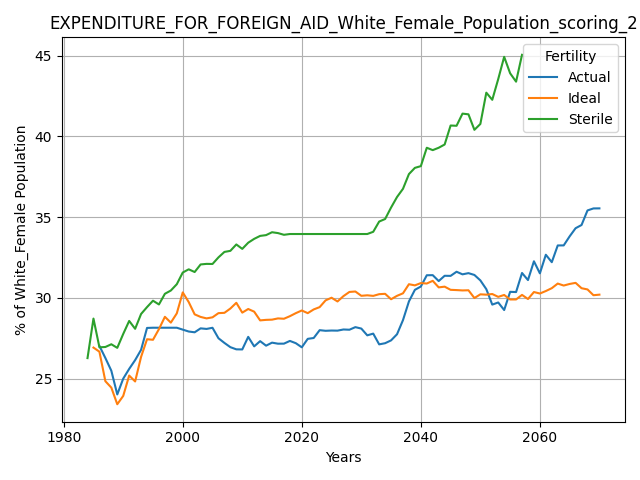 EXPENDITURE_FOR_FOREIGN_AID_White_Female_Population_scoring_2
% of White_Female Population
45
40
35
30
25
Fertility
Actual
Ideal
Sterile
1980
2000
2020
2040
2060
Years